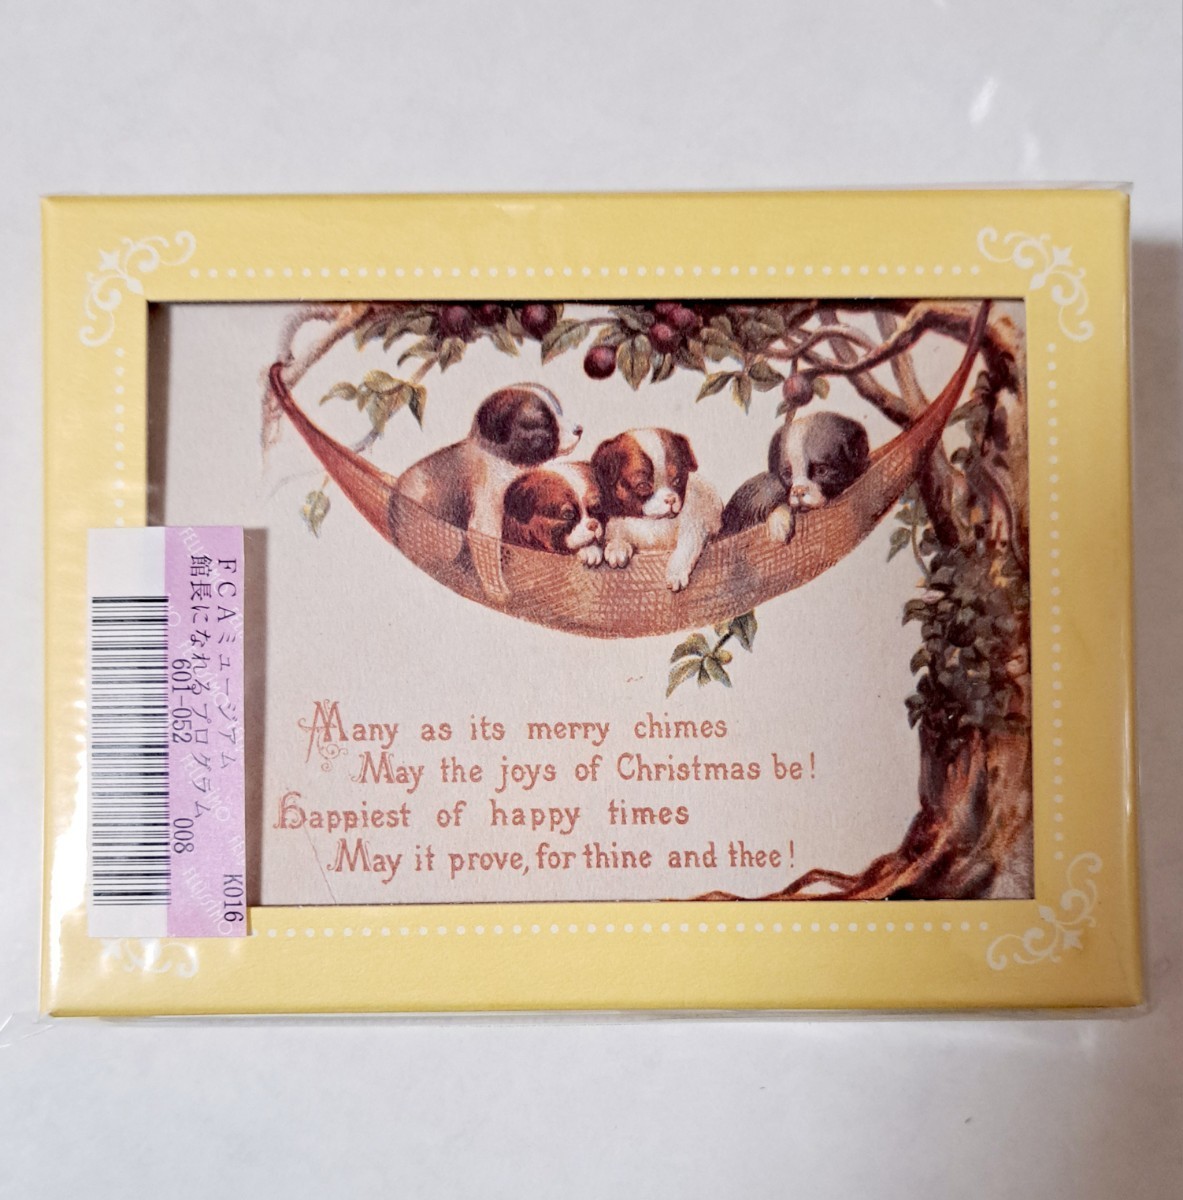 Many as its merry chimes
May the joys of Christmas be!
Happiest of happy times
May it prove, for thine and thee!
FCAミュージアム
館長になれるプログラム
601-052 008
K016